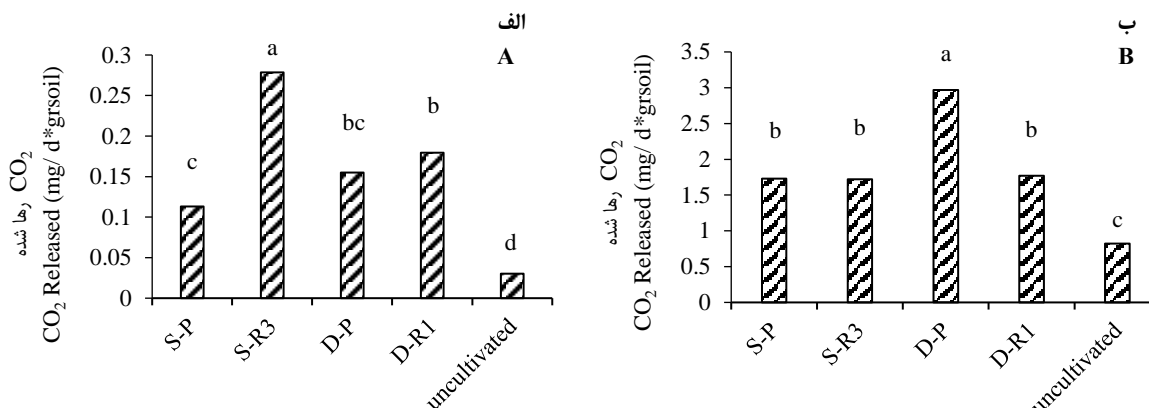 الف
A
a
0.3
0.25
0.2
0.15
0.1
0.05
0
c
bc
b
d
S-P
S-R3
D-P
D-R1
uncultivated
CO₂ رها شده
CO₂ Released (mg/ d*grsoil)
ب
B
a
3.5
3
2.5
2
1.5
1
0.5
0
b
b
b
c
S-P
S-R3
D-P
D-R1
uncultivated
CO₂ رها شده
CO₂ Released (mg/ d*grsoil)